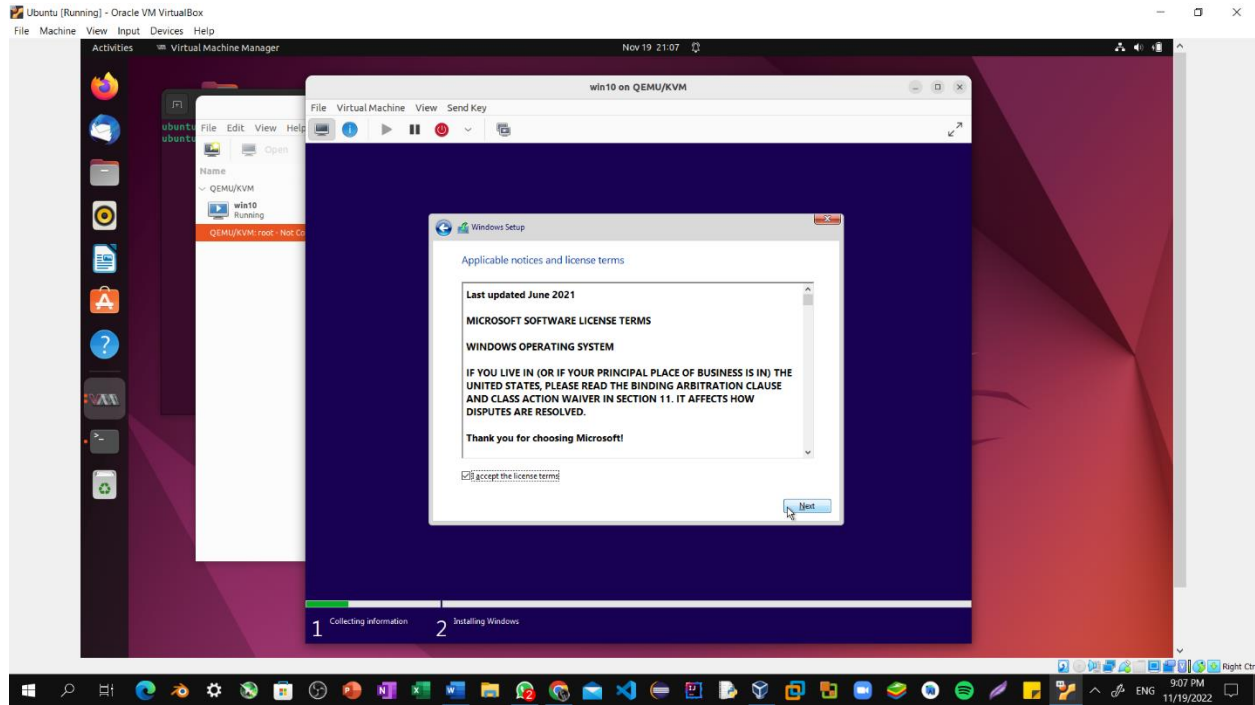 Ubuntu [Running] - Oracle VM VirtualBox
File Machine View Input Devices Help
Activities Virtual Machine Manager Nov 19 21:07
win10 on QEMU/KVM
File Virtual Machine View Send Key
ubuntu
ubuntu
File Edit View Help
Open
Name
QEMU/KVM
win10
Running
QEMU/KVM: root - Not Co
Windows Setup
Applicable notices and license terms
Last updated June 2021
MICROSOFT SOFTWARE LICENSE TERMS
WINDOWS OPERATING SYSTEM
IF YOU LIVE IN (OR IF YOUR PRINCIPAL PLACE OF BUSINESS IS IN) THE
UNITED STATES, PLEASE READ THE BINDING ARBITRATION CLAUSE
AND CLASS ACTION WAIVER IN SECTION 11. IT AFFECTS HOW
DISPUTES ARE RESOLVED.
Thank you for choosing Microsoft!
I accept the license terms
Next
1 Collecting information 2 Installing Windows
Right Ctr
ENG
9:07 PM
11/19/2022